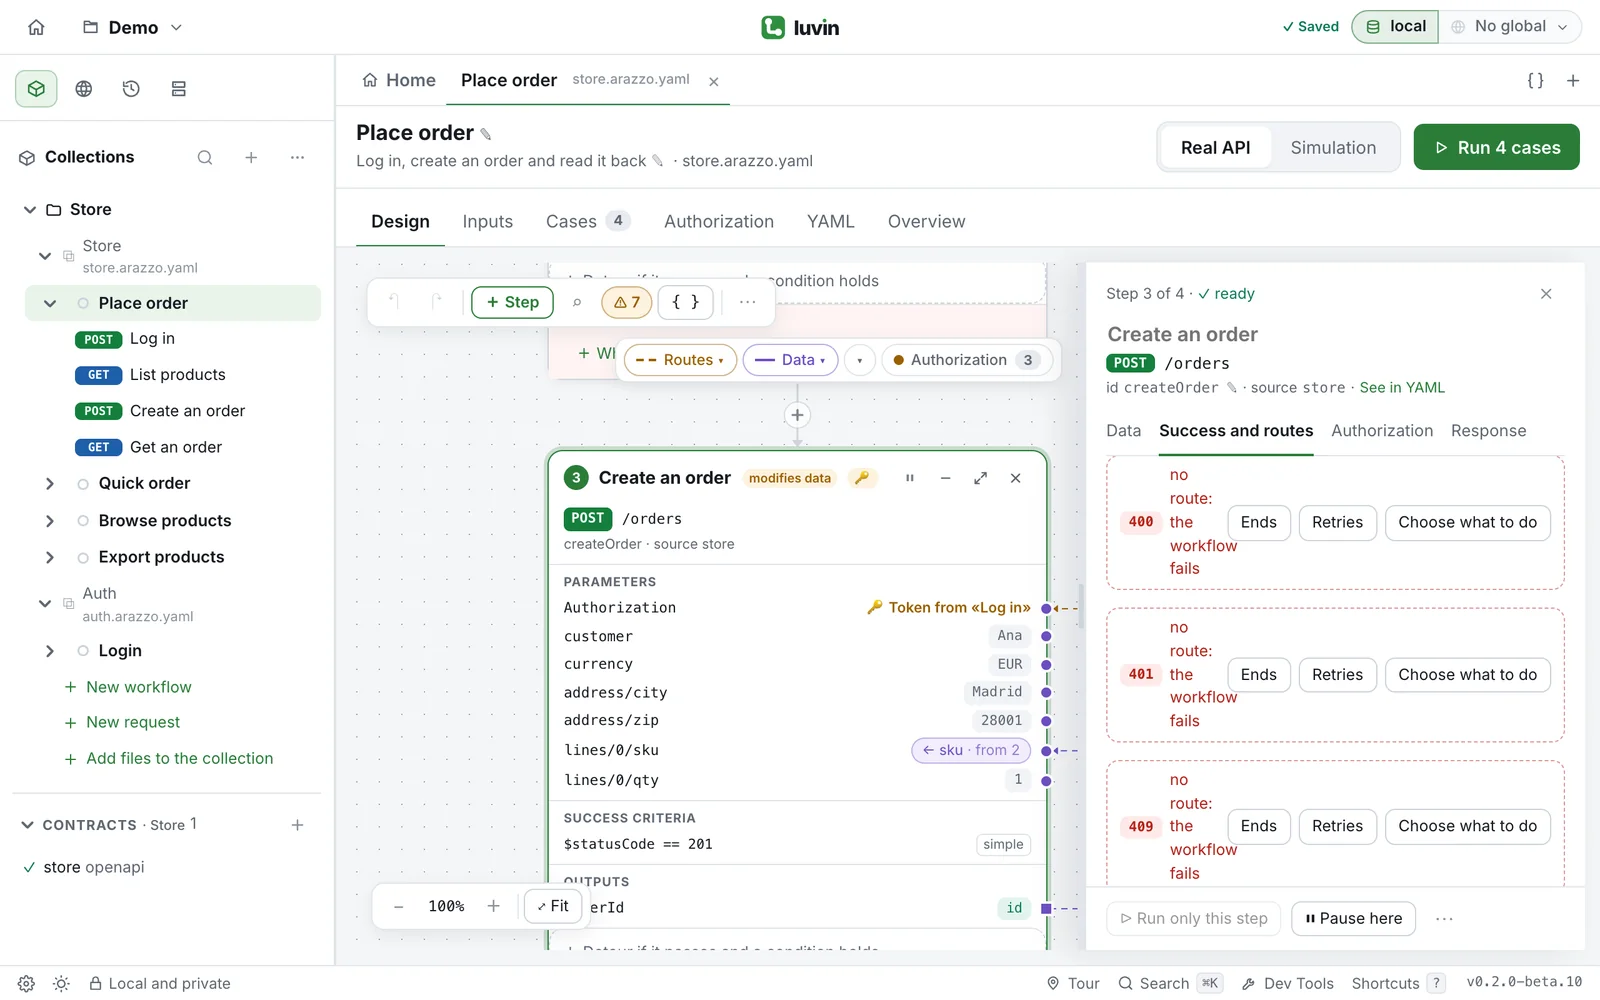 Demo
luvin
Saved
local
No global
Home
Place order
store.arazzo.yaml
Collections
Store
Store
store.arazzo.yaml
Place order
POST Log in
GET List products
POST Create an order
GET Get an order
Quick order
Browse products
Export products
Auth
auth.arazzo.yaml
Login
+ New workflow
+ New request
+ Add files to the collection
CONTRACTS · Store 1
store openapi
Place order
Log in, create an order and read it back · store.arazzo.yaml
Real API
Simulation
Run 4 cases
Design
Inputs
Cases 4
Authorization
YAML
Overview
condition holds
+ Step
7
{ }
...
Routes
Data
Authorization 3
3 Create an order
modifies data
POST /orders
createOrder · source store
PARAMETERS
Authorization
Token from «Log in»
customer
Ana
currency
EUR
address/city
Madrid
address/zip
28001
lines/0/sku
← sku · from 2
lines/0/qty
1
SUCCESS CRITERIA
$statusCode == 201
simple
OUTPUTS
erId
id
− 100% +
Fit
Step 3 of 4 · ✓ ready
Create an order
POST /orders
id createOrder · source store · See in YAML
Data
Success and routes
Authorization
Response
400
no
route:
the
workflow
fails
Ends
Retries
Choose what to do
401
no
route:
the
workflow
fails
Ends
Retries
Choose what to do
409
no
route:
the
workflow
fails
Ends
Retries
Choose what to do
Run only this step
Pause here
...
Local and private
Tour
Search ⌘K
Dev Tools
Shortcuts ?
v0.2.0-beta.10